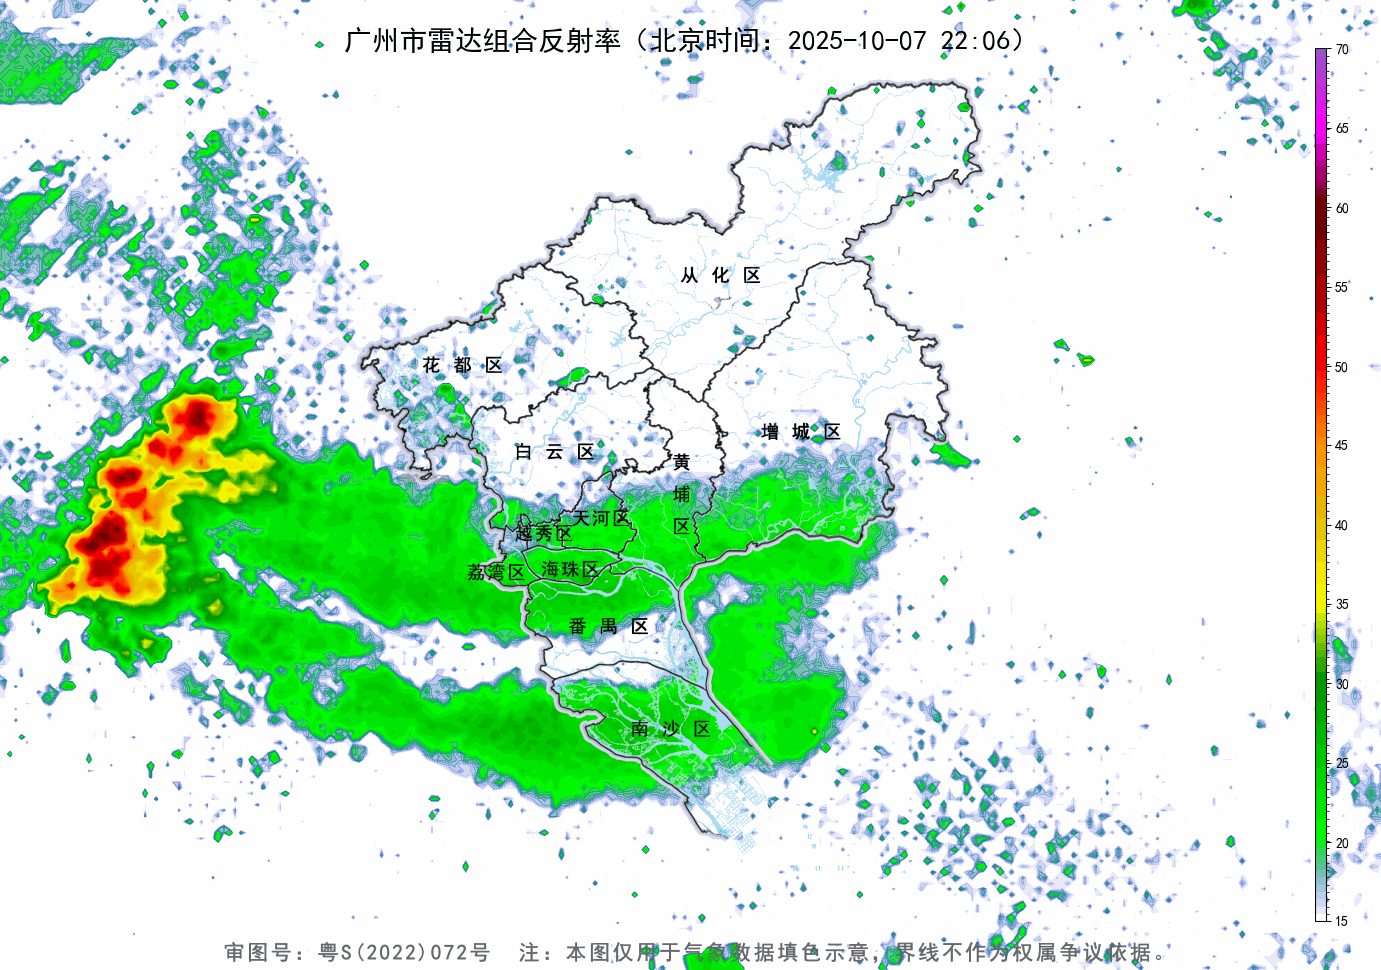 广州市雷达组合反射率（北京时间：2025-10-07 22:06）
70
65
60
55
50
45
40
35
30
25
20
15
从化区
花都区
增城区
白云区
黄埔区
天河区
越秀区
荔湾区 海珠区
番禺区
南沙区
审图号：粤S(2022)072号 注：本图仅用于气象数据填色示意，界线不作为权属争议依据。